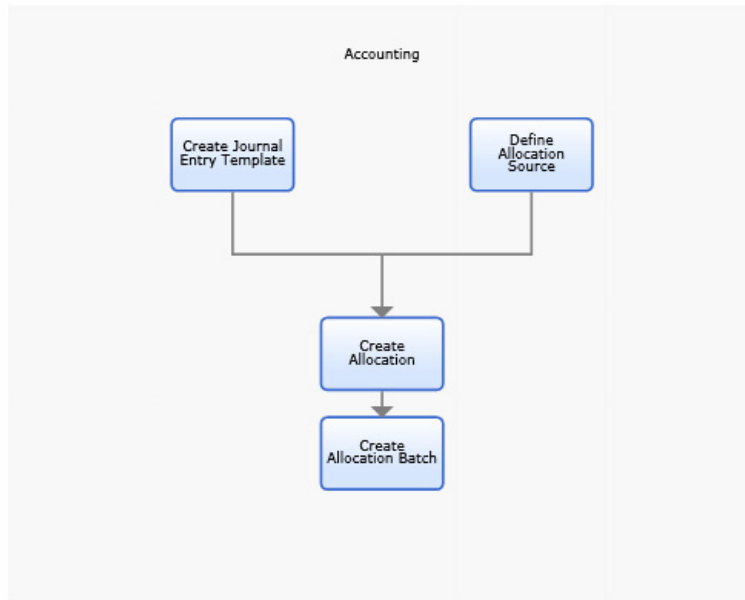 Accounting
Create Journal
Entry Template
Define
Allocation
Source
Create
Allocation
Create
Allocation Batch